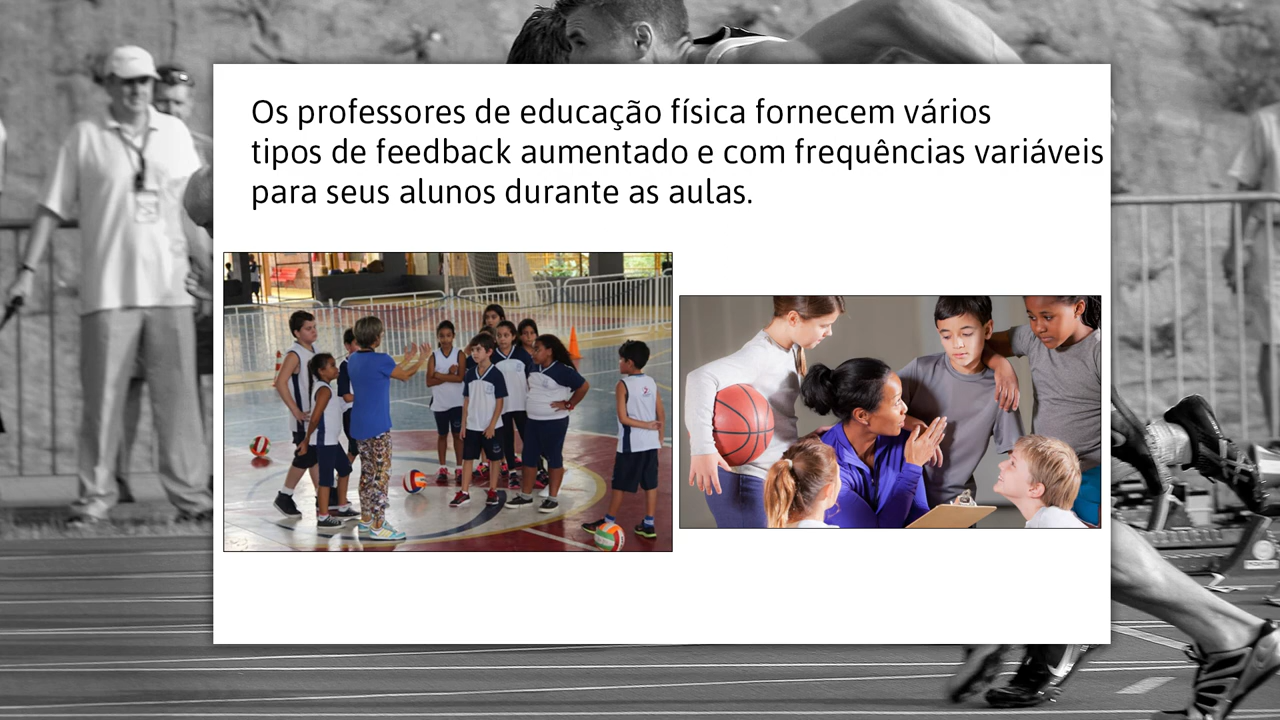 Os professores de educação física fornecem vários
tipos de feedback aumentado e com frequências variáveis
para seus alunos durante as aulas.